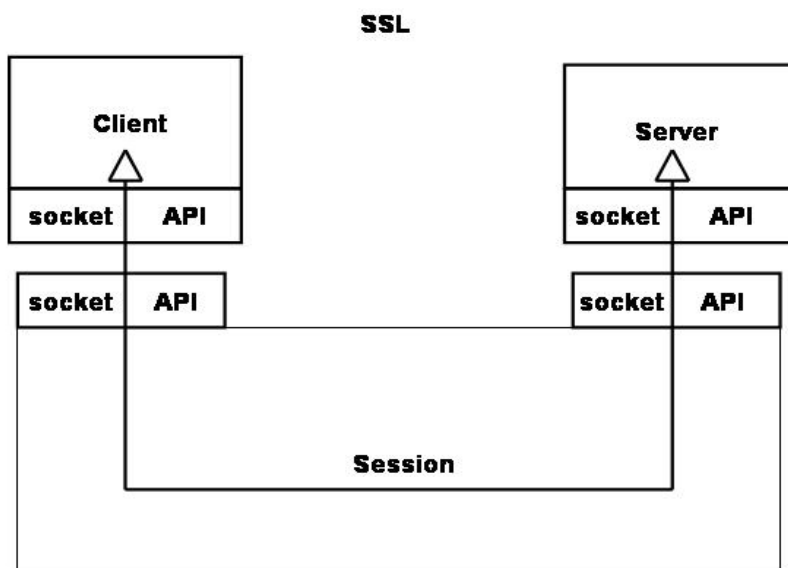 SSL
Client
Server
socket API
socket API
socket API
socket API
Session